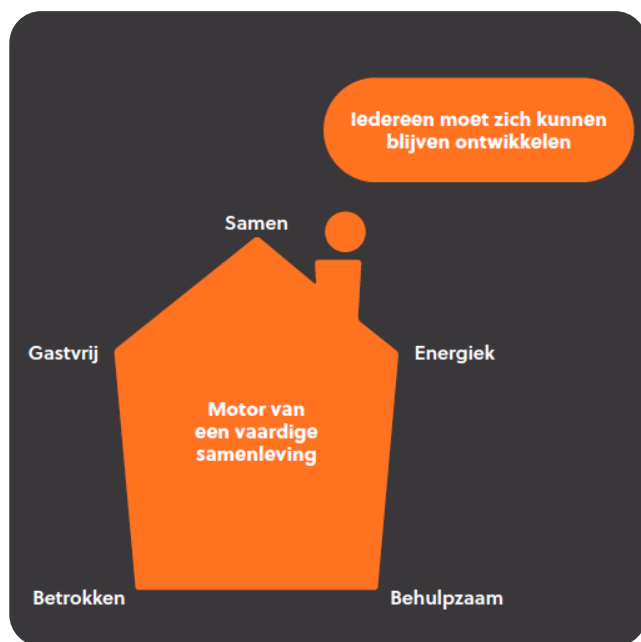 Iedereen moet zich kunnen
blijven ontwikkelen
Samen
Gastvrij
Energiek
Motor van
een vaardige
samenleving
Betrokken
Behulpzaam